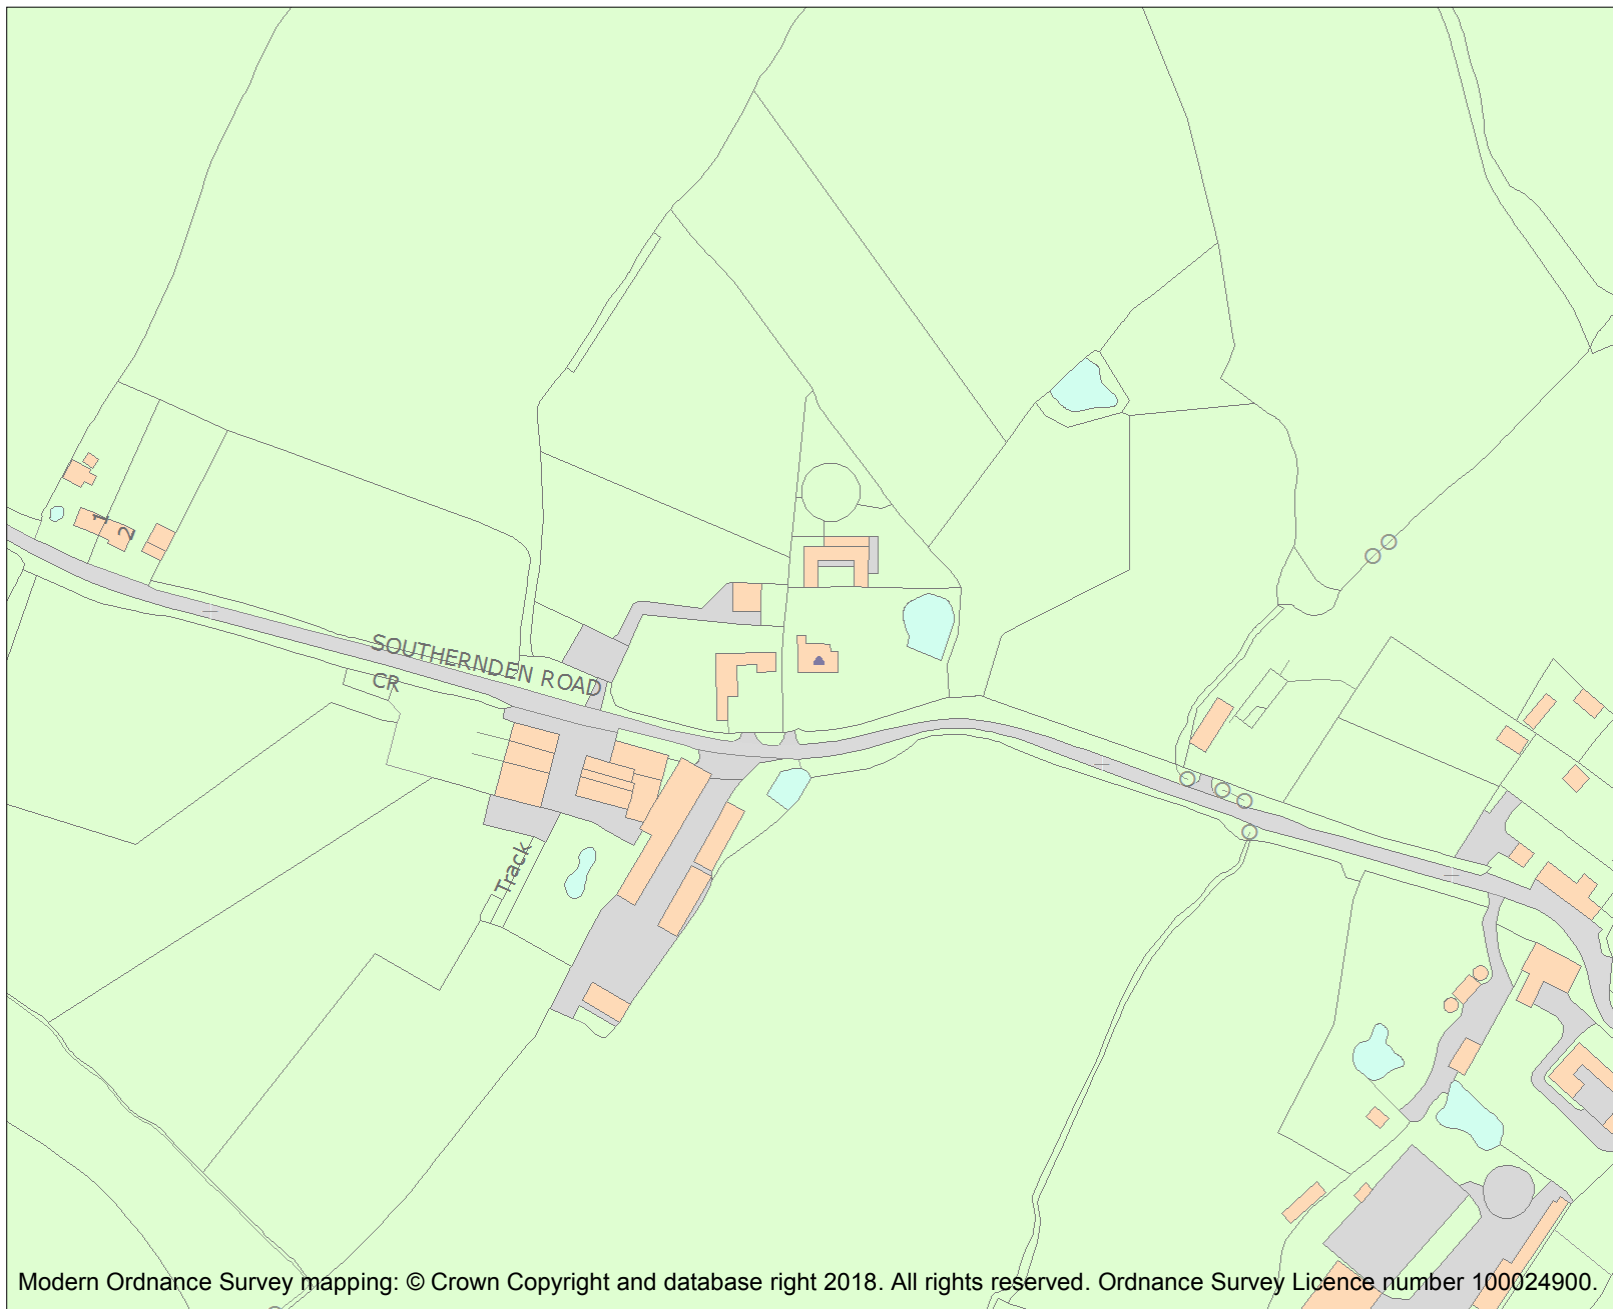 1
2
SOUTHERNDEN ROAD
CR
Track
Modern Ordnance Survey mapping: © Crown Copyright and database right 2018. All rights reserved. Ordnance Survey Licence number 100024900.